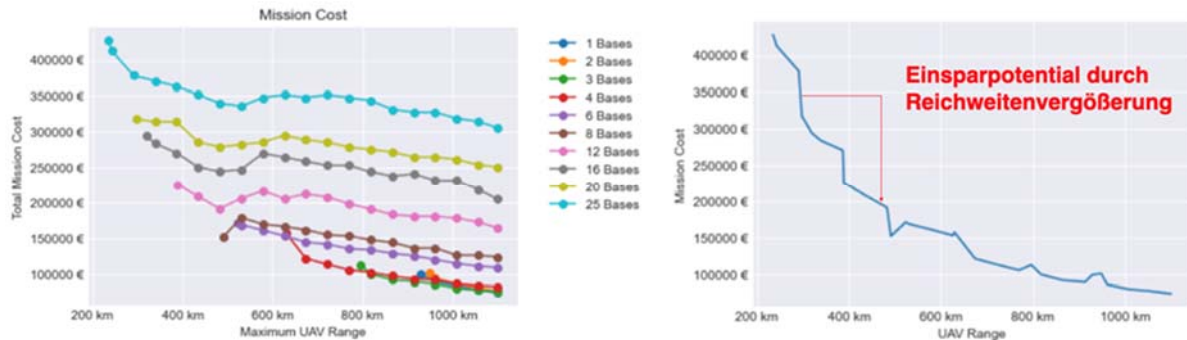 Mission Cost
Total Mission Cost
400000 €
350000 €
300000 €
250000 €
200000 €
150000 €
100000 €
200 km
400 km
600 km
800 km
1000 km
Maximum UAV Range
1 Bases
2 Bases
3 Bases
4 Bases
6 Bases
8 Bases
12 Bases
16 Bases
20 Bases
25 Bases
Mission Cost
400000 €
350000 €
300000 €
250000 €
200000 €
150000 €
100000 €
200 km
400 km
600 km
800 km
1000 km
UAV Range
Einsparpotential durch
Reichweitenvergößerung